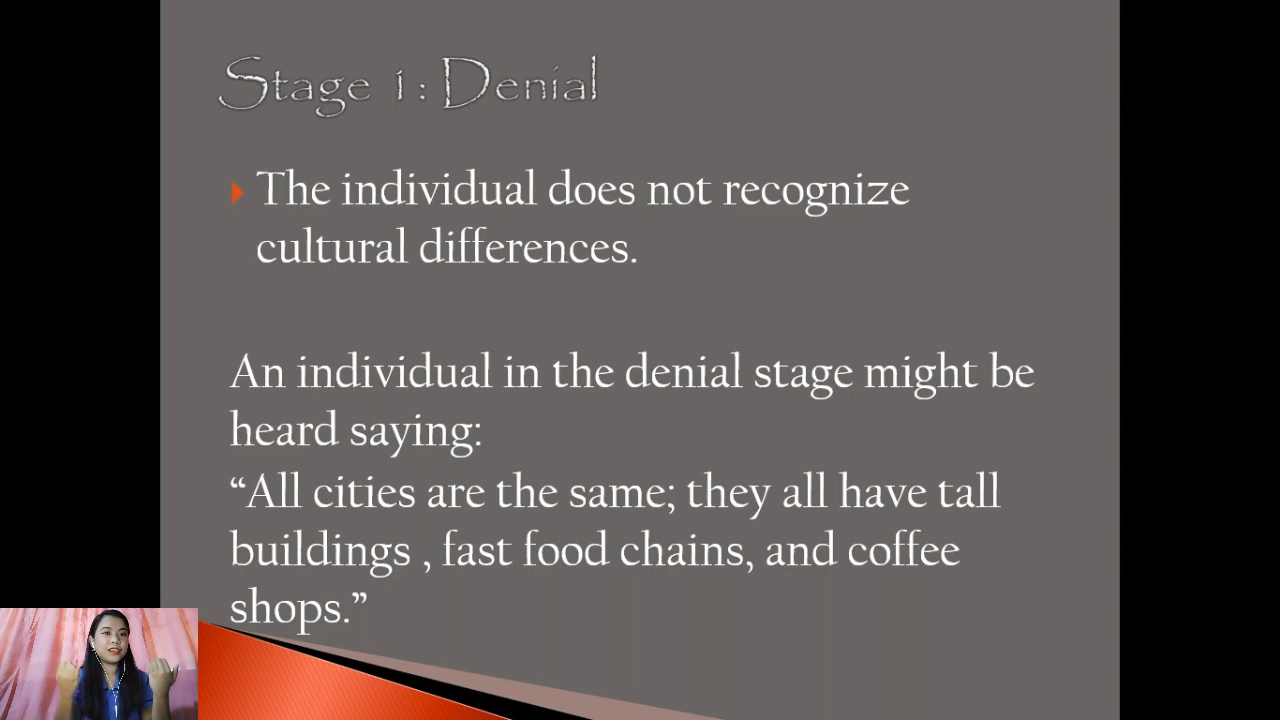 Stage 1: Denial
The individual does not recognize
cultural differences.
An individual in the denial stage might be
heard saying:
“All cities are the same; they all have tall
buildings , fast food chains, and coffee
shops.”